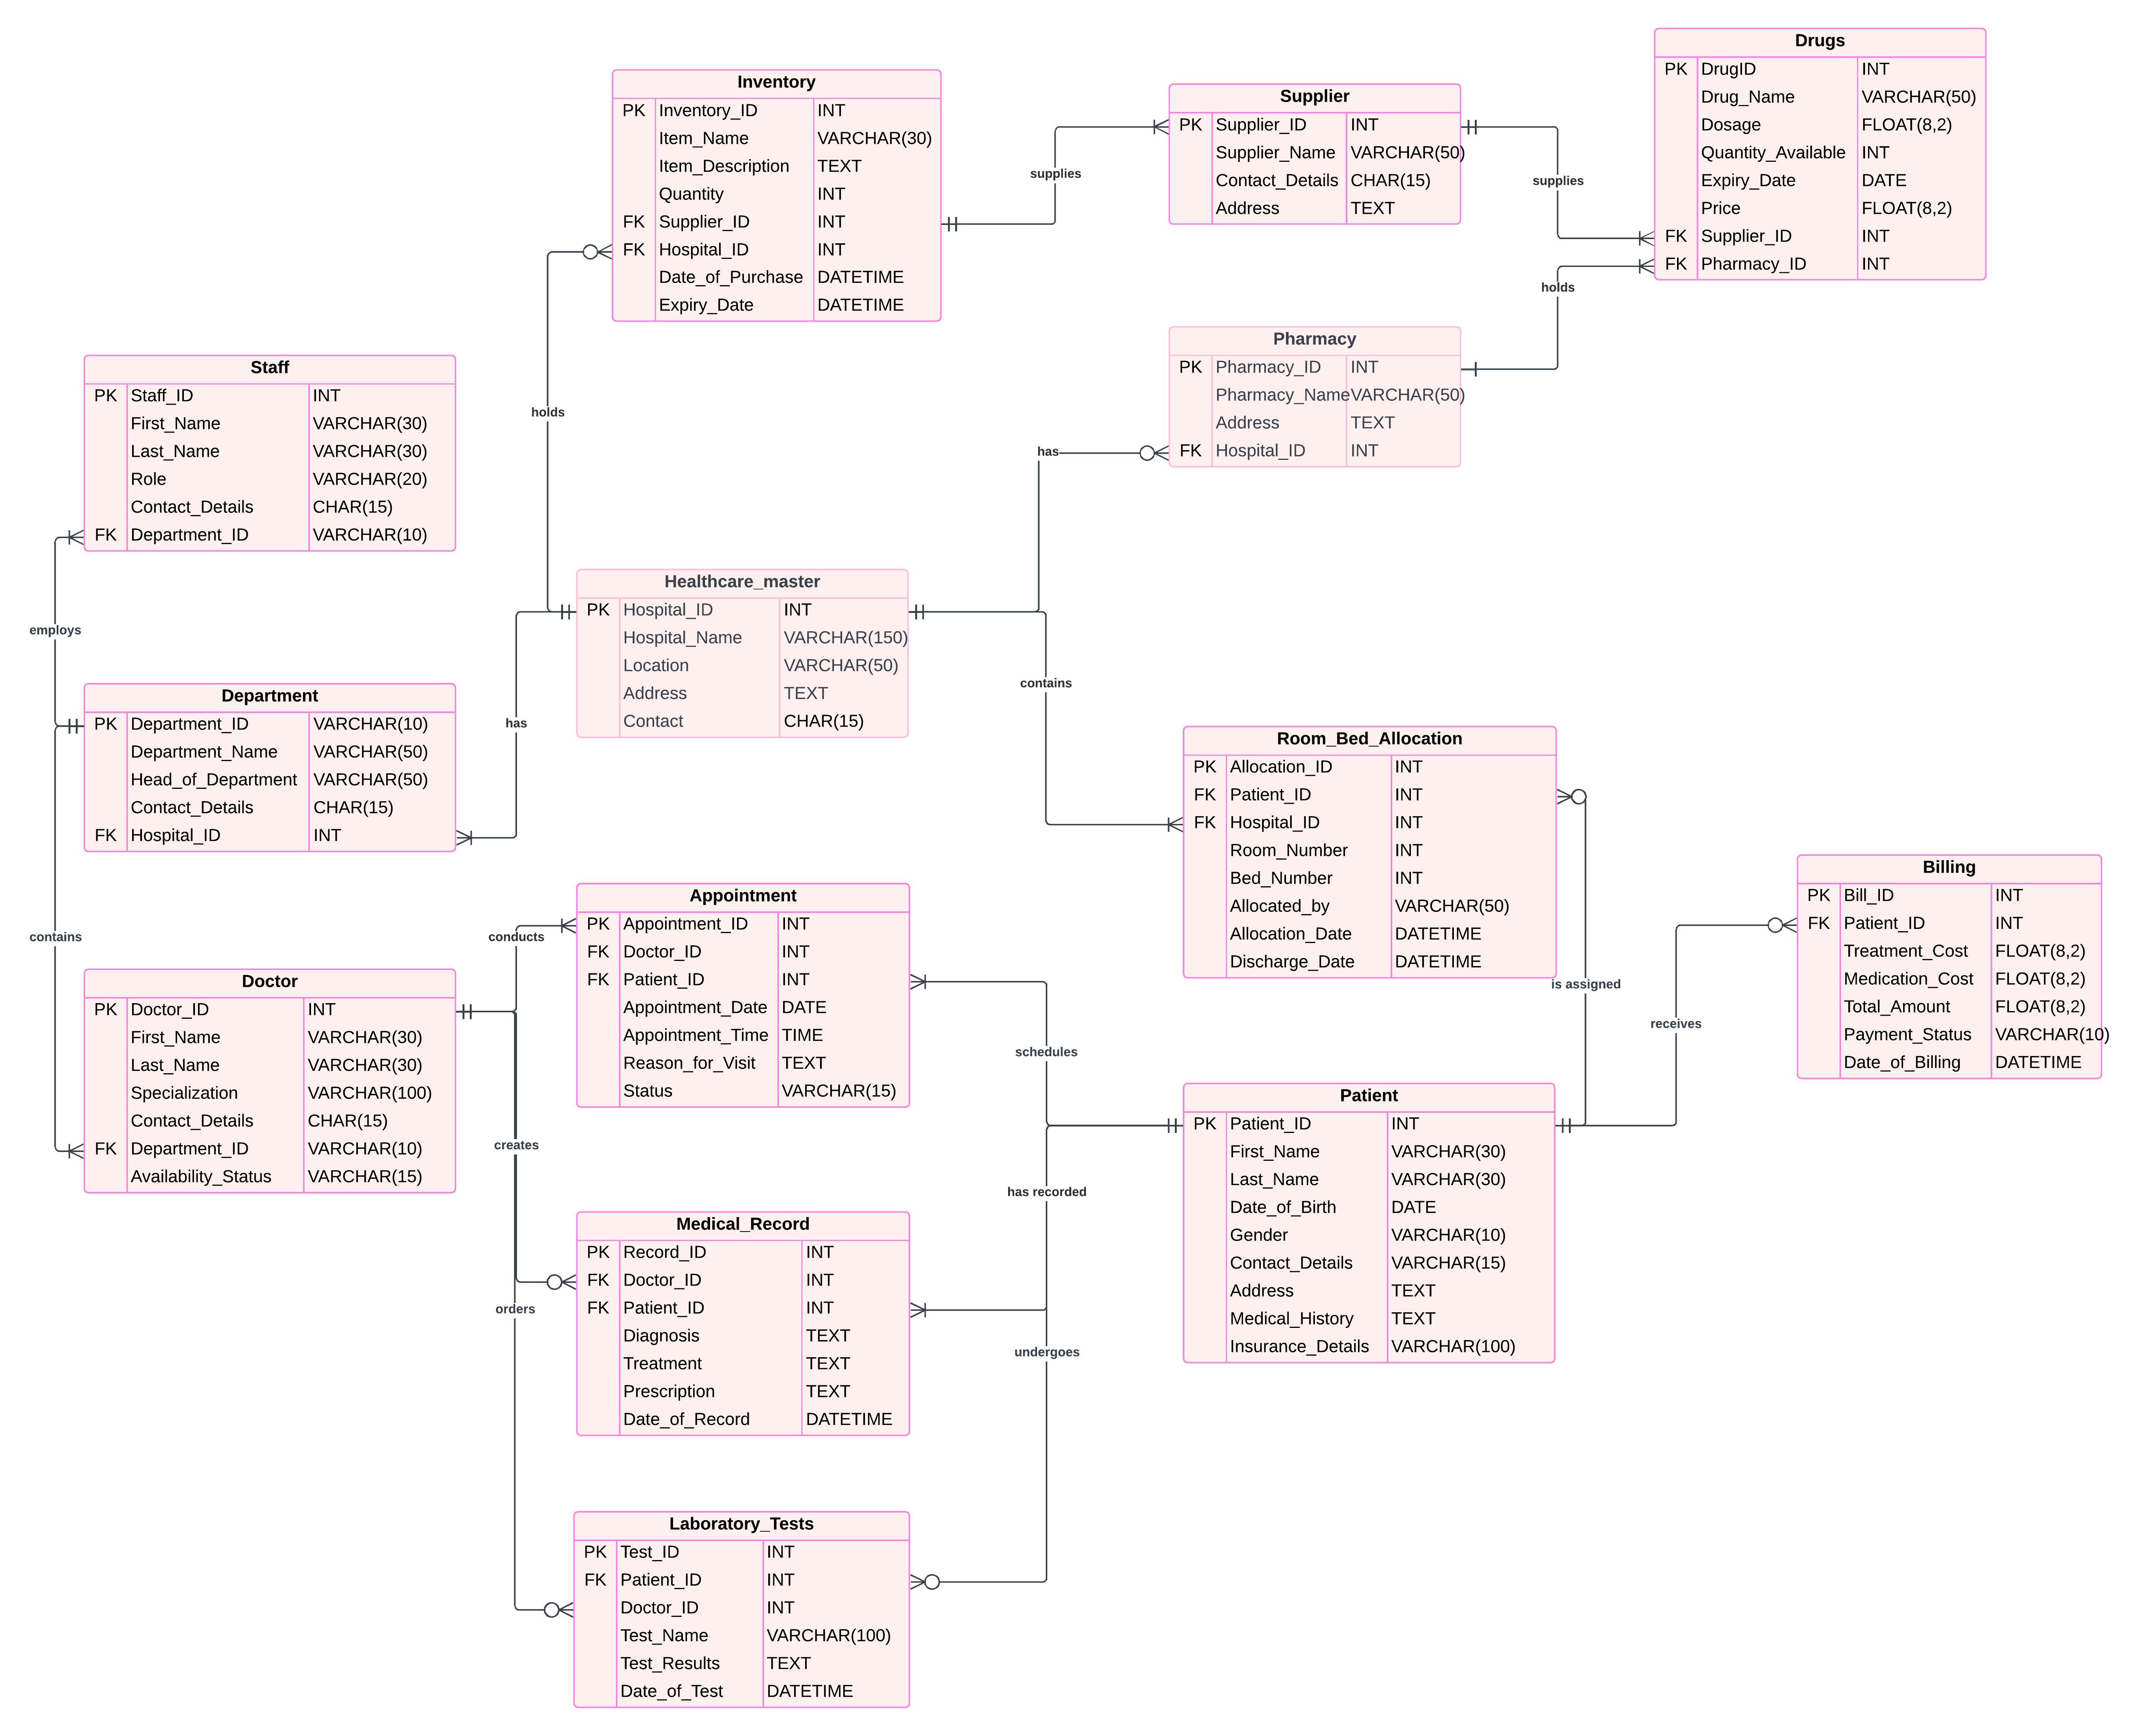 Inventory
PK Inventory_ID INT
Item_Name VARCHAR(30)
Item_Description TEXT
Quantity INT
FK Supplier_ID INT
FK Hospital_ID INT
Date_of_Purchase DATETIME
Expiry_Date DATETIME
supplies
Supplier
PK Supplier_ID INT
Supplier_Name VARCHAR(50)
Contact_Details CHAR(15)
Address TEXT
supplies
Drugs
PK DrugID INT
Drug_Name VARCHAR(50)
Dosage FLOAT(8,2)
Quantity_Available INT
Expiry_Date DATE
Price FLOAT(8,2)
FK Supplier_ID INT
FK Pharmacy_ID INT
holds
Pharmacy
PK Pharmacy_ID INT
Pharmacy_Name VARCHAR(50)
Address TEXT
FK Hospital_ID INT
has
holds
Staff
PK Staff_ID INT
First_Name VARCHAR(30)
Last_Name VARCHAR(30)
Role VARCHAR(20)
Contact_Details CHAR(15)
FK Department_ID VARCHAR(10)
employs
Healthcare_master
PK Hospital_ID INT
Hospital_Name VARCHAR(150)
Location VARCHAR(50)
Address TEXT
Contact CHAR(15)
contains
has
Department
PK Department_ID VARCHAR(10)
Department_Name VARCHAR(50)
Head_of_Department VARCHAR(50)
Contact_Details CHAR(15)
FK Hospital_ID INT
contains
Room_Bed_Allocation
PK Allocation_ID INT
FK Patient_ID INT
FK Hospital_ID INT
Room_Number INT
Bed_Number INT
Allocated_by VARCHAR(50)
Allocation_Date DATETIME
Discharge_Date DATETIME
is assigned
Billing
PK Bill_ID INT
FK Patient_ID INT
Treatment_Cost FLOAT(8,2)
Medication_Cost FLOAT(8,2)
Total_Amount FLOAT(8,2)
Payment_Status VARCHAR(10)
Date_of_Billing DATETIME
receives
Appointment
PK Appointment_ID INT
FK Doctor_ID INT
FK Patient_ID INT
Appointment_Date DATE
Appointment_Time TIME
Reason_for_Visit TEXT
Status VARCHAR(15)
conducts
schedules
Doctor
PK Doctor_ID INT
First_Name VARCHAR(30)
Last_Name VARCHAR(30)
Specialization VARCHAR(100)
Contact_Details CHAR(15)
FK Department_ID VARCHAR(10)
Availability_Status VARCHAR(15)
creates
orders
Patient
PK Patient_ID INT
First_Name VARCHAR(30)
Last_Name VARCHAR(30)
Date_of_Birth DATE
Gender VARCHAR(10)
Contact_Details VARCHAR(15)
Address TEXT
Medical_History TEXT
Insurance_Details VARCHAR(100)
has recorded
undergoes
Medical_Record
PK Record_ID INT
FK Doctor_ID INT
FK Patient_ID INT
Diagnosis TEXT
Treatment TEXT
Prescription TEXT
Date_of_Record DATETIME
Laboratory_Tests
PK Test_ID INT
FK Patient_ID INT
Doctor_ID INT
Test_Name VARCHAR(100)
Test_Results TEXT
Date_of_Test DATETIME